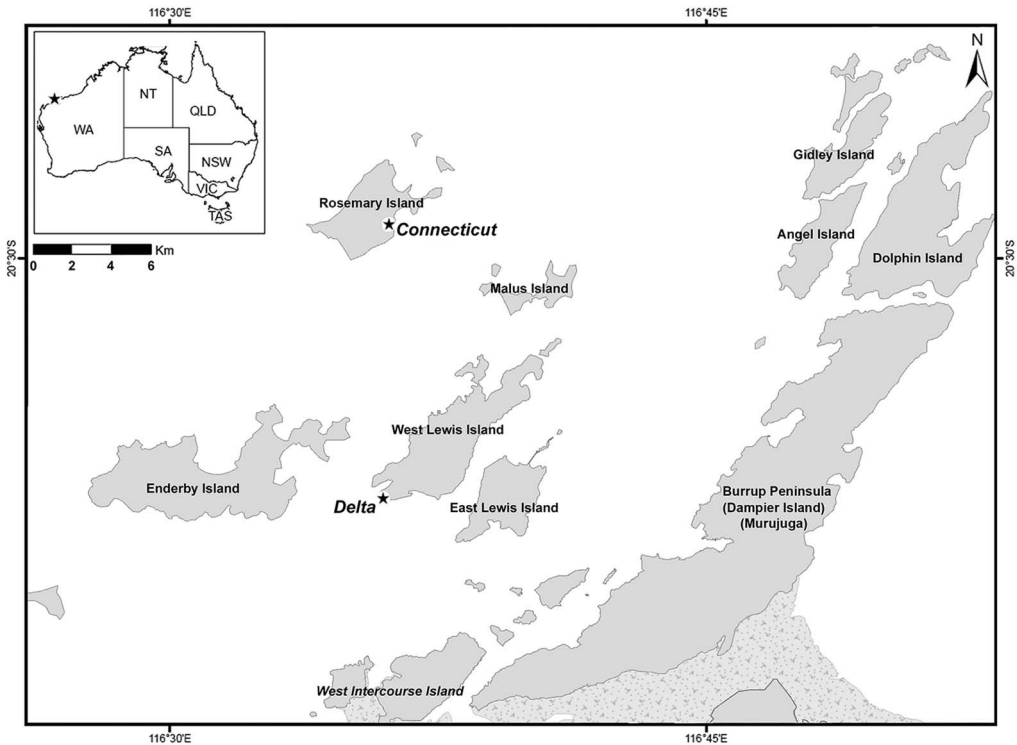 116°30'E
116°45'E
N
NT
QLD
WA
SA
NSW
VIC
TAS
Km
0 2 4 6
20°30'S
20°30'S
Gidley Island
Rosemary Island
Connecticut
Angel Island
Dolphin Island
Malus Island
West Lewis Island
Enderby Island
Delta
East Lewis Island
Burrup Peninsula
(Dampier Island)
(Murujuga)
West Intercourse Island
116°30'E
116°45'E